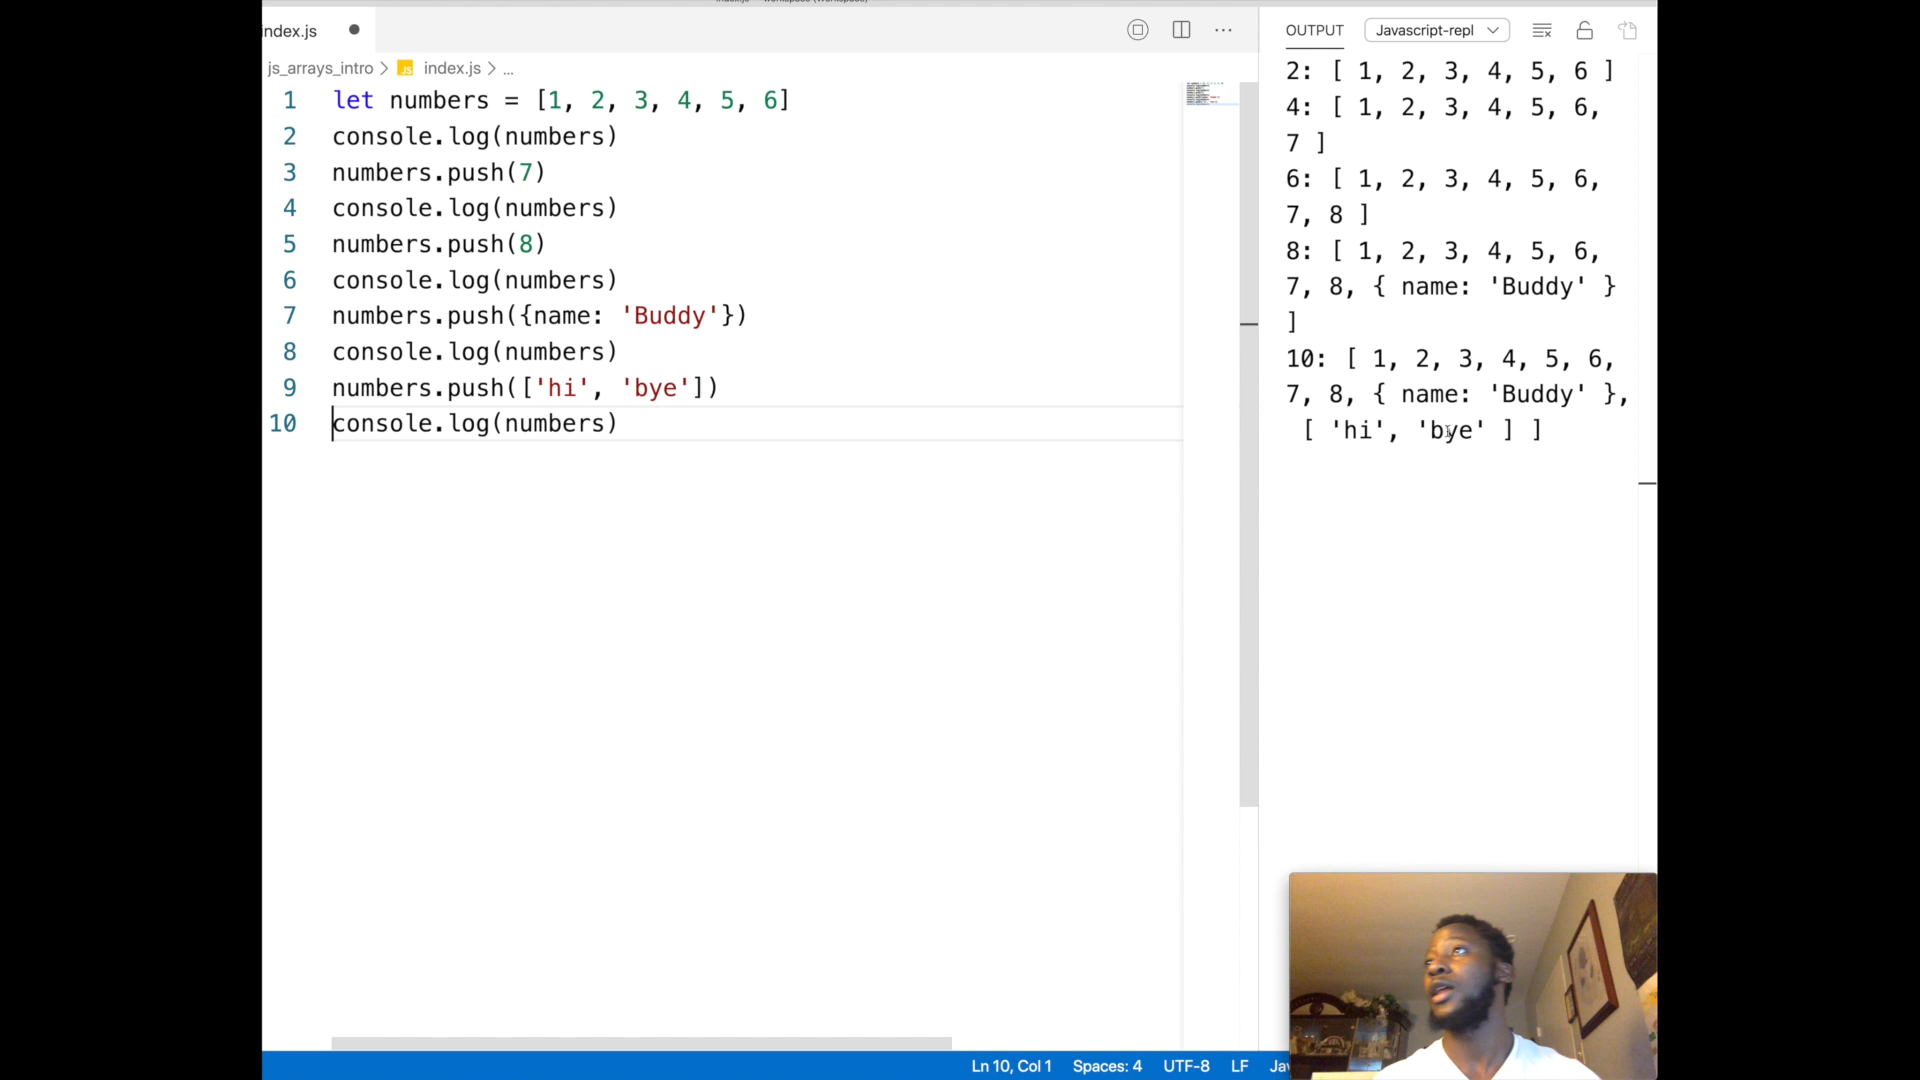 index.js
js_arrays_intro > JS index.js > ...
1 let numbers = [1, 2, 3, 4, 5, 6]
2 console.log(numbers)
3 numbers.push(7)
4 console.log(numbers)
5 numbers.push(8)
6 console.log(numbers)
7 numbers.push({name: 'Buddy'})
8 console.log(numbers)
9 numbers.push(['hi', 'bye'])
10 console.log(numbers)
OUTPUT Javascript-repl
2: [ 1, 2, 3, 4, 5, 6 ]
4: [ 1, 2, 3, 4, 5, 6,
7 ]
6: [ 1, 2, 3, 4, 5, 6,
7, 8 ]
8: [ 1, 2, 3, 4, 5, 6,
7, 8, { name: 'Buddy' }
]
10: [ 1, 2, 3, 4, 5, 6,
7, 8, { name: 'Buddy' },
[ 'hi', 'bye' ] ]
Ln 10, Col 1 Spaces: 4 UTF-8 LF